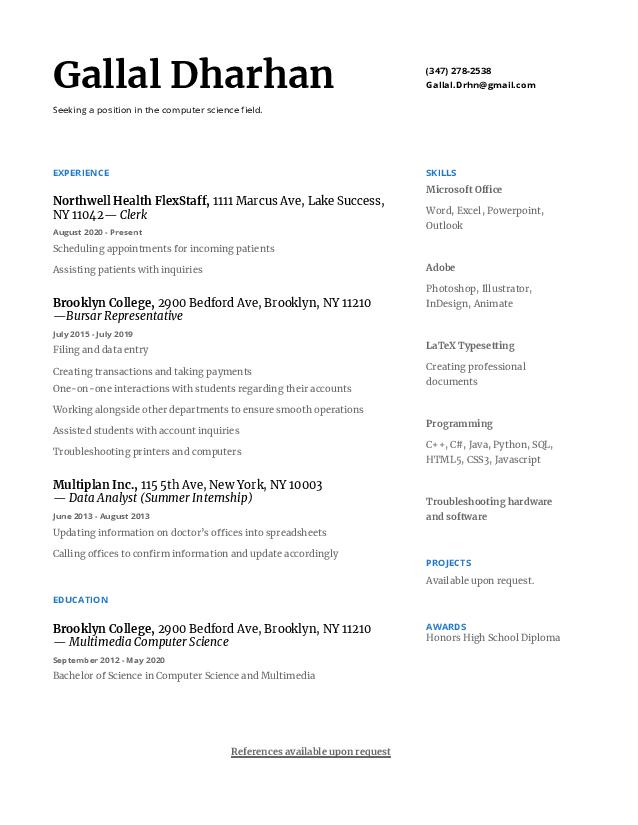 Gallal Dharhan
Seeking a position in the computer science field.
(347) 278-2538
Gallal.Drhn@gmail.com
EXPERIENCE
Northwell Health FlexStaff, 1111 Marcus Ave, Lake Success,
NY 11042— Clerk
August 2020 - Present
Scheduling appointments for incoming patients
Assisting patients with inquiries
Brooklyn College, 2900 Bedford Ave, Brooklyn, NY 11210
—Bursar Representative
July 2015 - July 2019
Filing and data entry
Creating transactions and taking payments
One-on-one interactions with students regarding their accounts
Working alongside other departments to ensure smooth operations
Assisted students with account inquiries
Troubleshooting printers and computers
Multiplan Inc., 115 5th Ave, New York, NY 10003
— Data Analyst (Summer Internship)
June 2013 - August 2013
Updating information on doctor's offices into spreadsheets
Calling offices to confirm information and update accordingly
EDUCATION
Brooklyn College, 2900 Bedford Ave, Brooklyn, NY 11210
— Multimedia Computer Science
September 2012 - May 2020
Bachelor of Science in Computer Science and Multimedia
SKILLS
Microsoft Office
Word, Excel, Powerpoint,
Outlook
Adobe
Photoshop, Illustrator,
InDesign, Animate
LaTeX Typesetting
Creating professional
documents
Programming
C++, C#, Java, Python, SQL,
HTML5, CSS3, Javascript
Troubleshooting hardware
and software
PROJECTS
Available upon request.
AWARDS
Honors High School Diploma
References available upon request